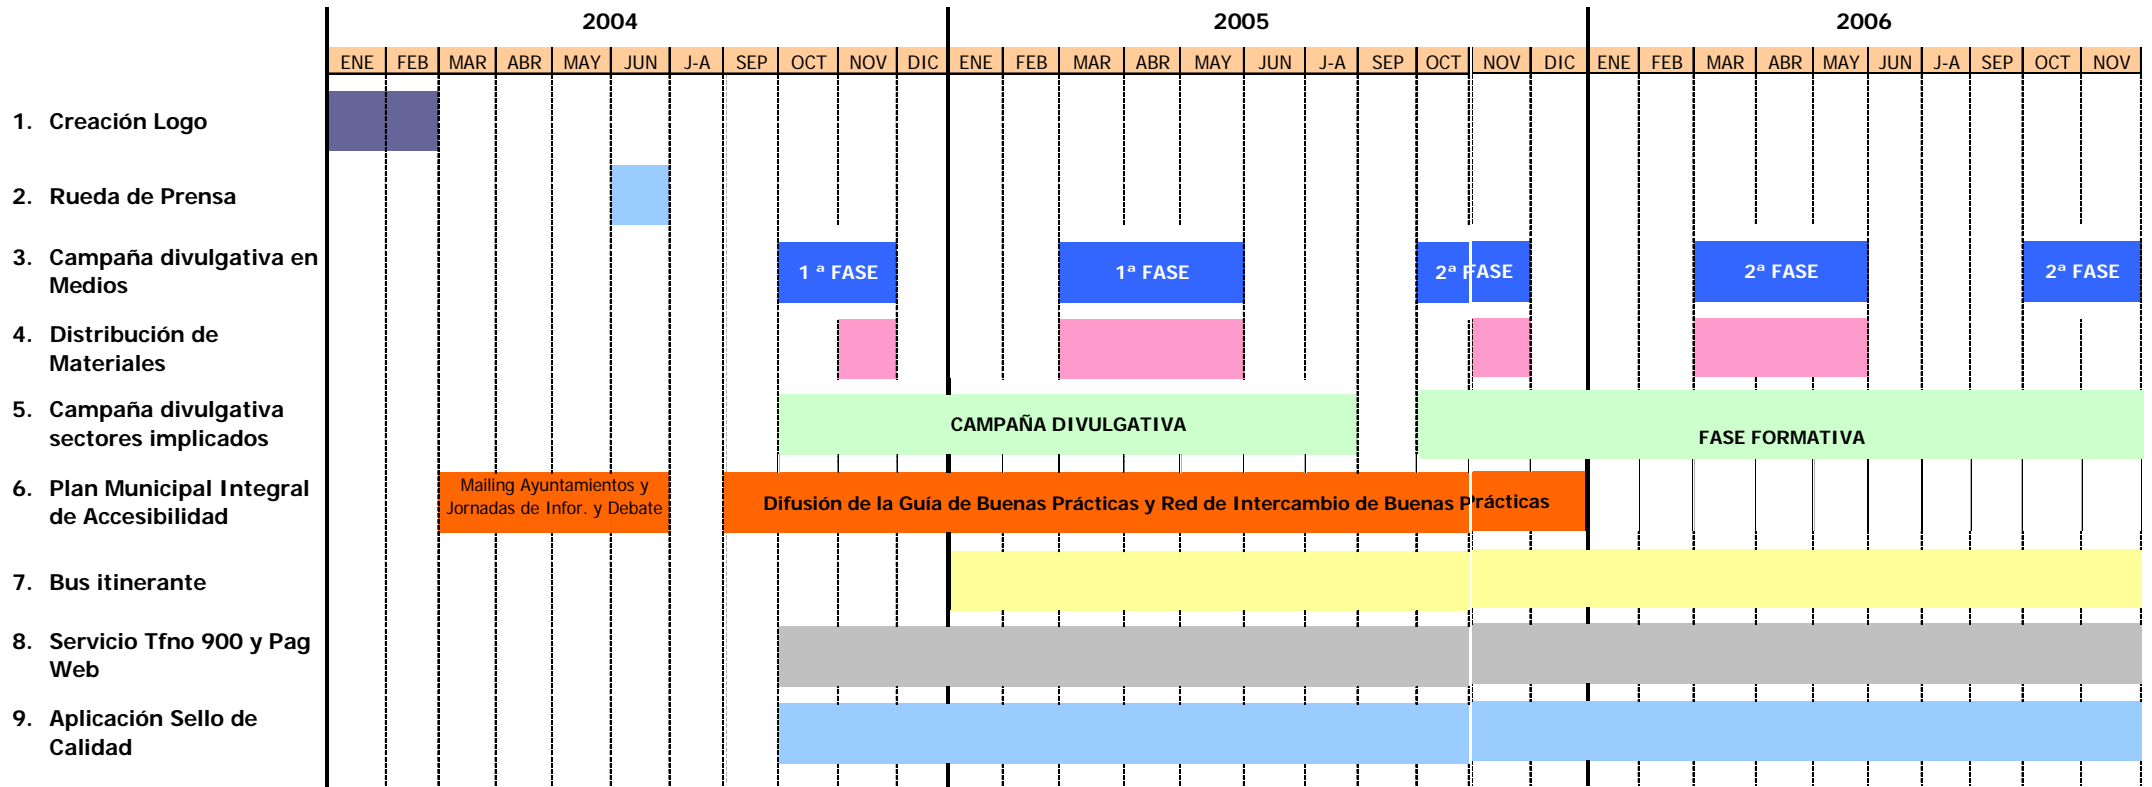 2004 2005 2006
ENE FEB MAR ABR MAY JUN J-A SEP OCT NOV DIC ENE FEB MAR ABR MAY JUN J-A SEP OCT NOV DIC ENE FEB MAR ABR MAY JUN J-A SEP OCT NOV
1. Creación Logo
2. Rueda de Prensa
3. Campaña divulgativa en
Medios
1 ª FASE 1ª FASE 2ª FASE 2ª FASE 2ª FASE
4. Distribución de
Materiales
5. Campaña divulgativa
sectores implicados
CAMPAÑA DIVULGATIVA
FASE FORMATIVA
6. Plan Municipal Integral
de Accesibilidad
Mailing Ayuntamientos y
Jornadas de Infor. y Debate
Difusión de la Guía de Buenas Prácticas y Red de Intercambio de Buenas Prácticas
7. Bus itinerante
8. Servicio Tfno 900 y Pag
Web
9. Aplicación Sello de
Calidad